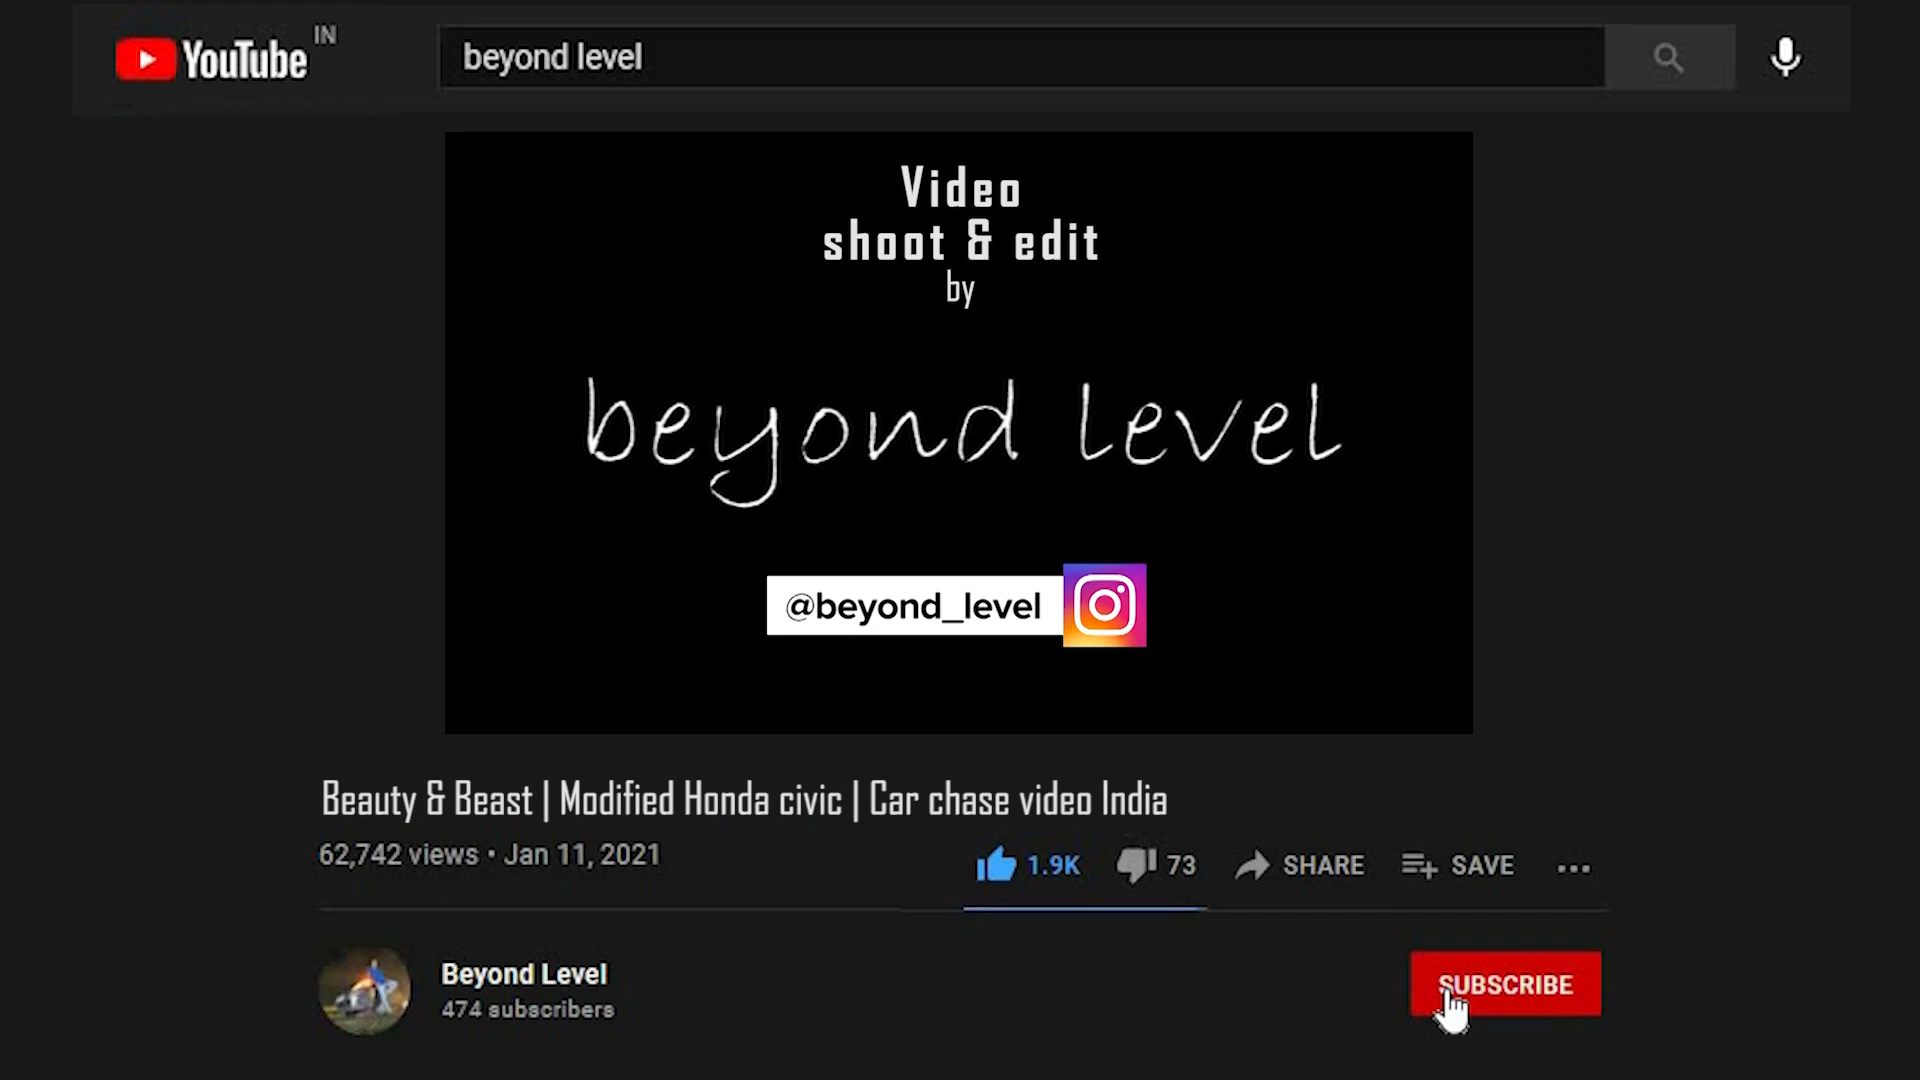 YouTube IN
beyond level
Video
shoot & edit
by
beyond level
@beyond_level
Beauty & Beast | Modified Honda civic | Car chase video India
62,742 views • Jan 11, 2021
1.9K 73 SHARE SAVE
Beyond Level
474 subscribers
SUBSCRIBE